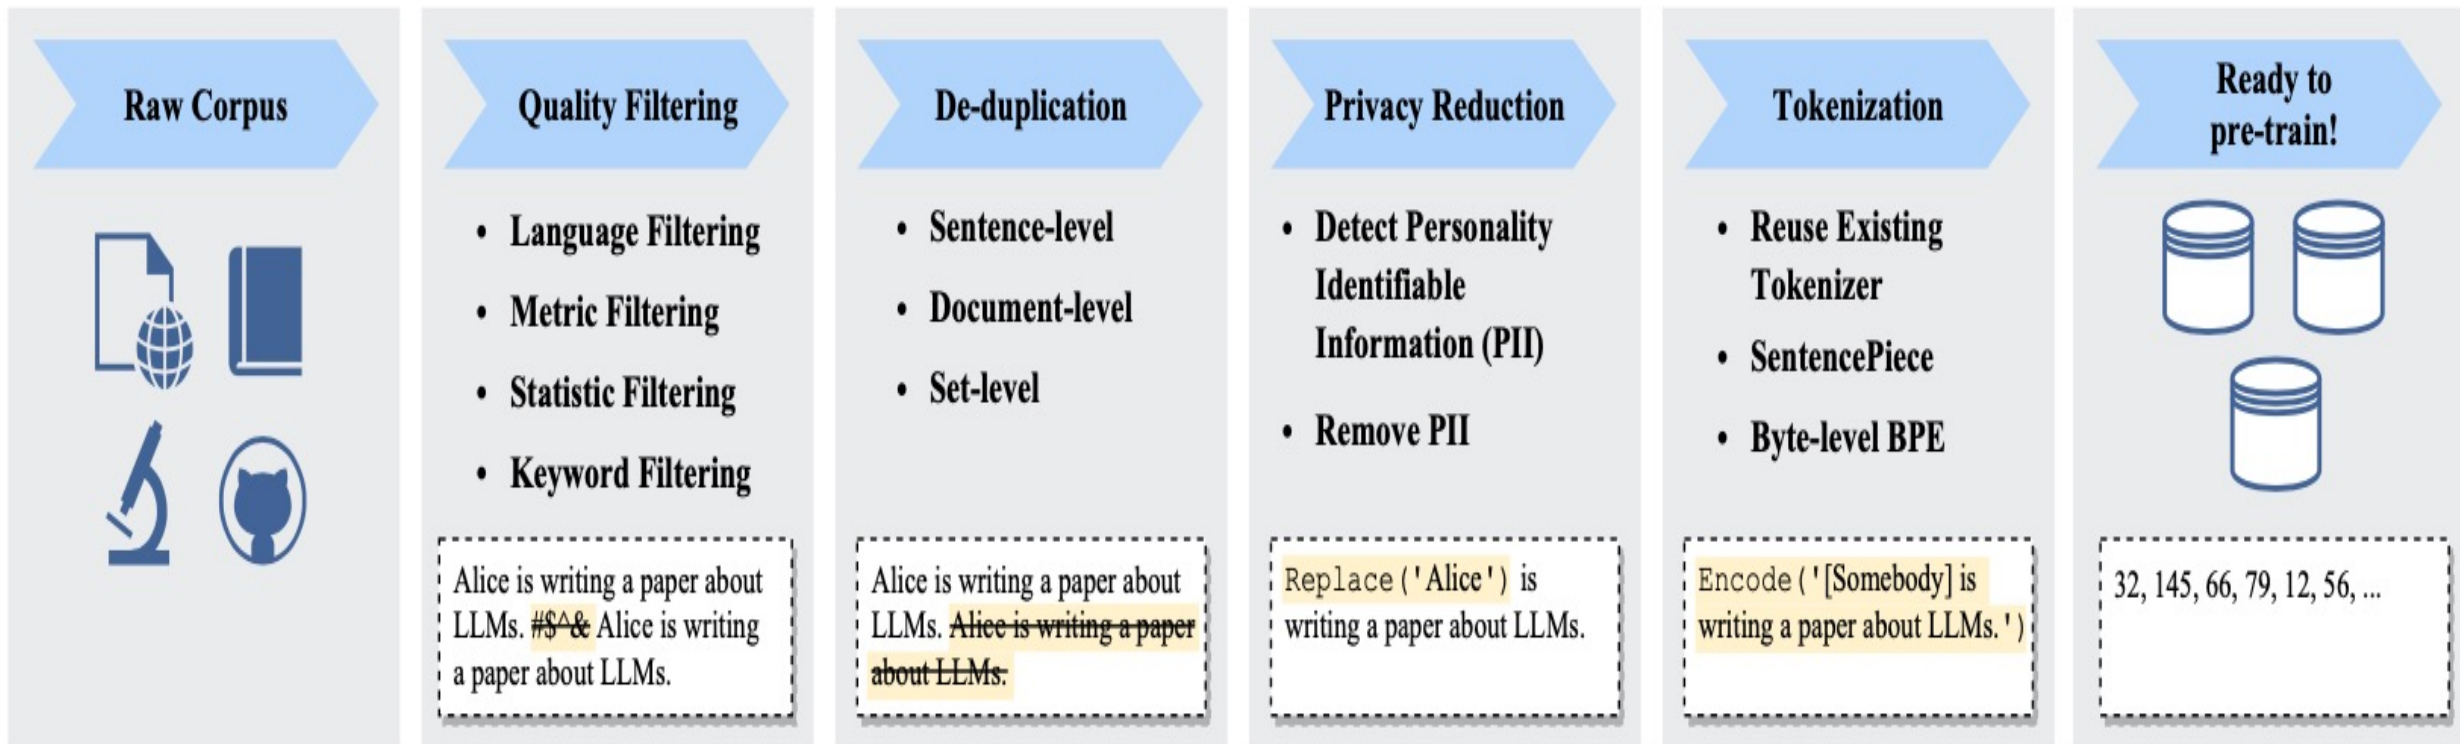 Raw Corpus
Quality Filtering
• Language Filtering
• Metric Filtering
• Statistic Filtering
• Keyword Filtering
Alice is writing a paper about
LLMs. #$^& Alice is writing
a paper about LLMs.
De-duplication
• Sentence-level
• Document-level
• Set-level
Alice is writing a paper about
LLMs. Alice is writing a paper
about LLMs.
Privacy Reduction
• Detect Personality
Identifiable
Information (PII)
• Remove PII
Replace('Alice') is
writing a paper about LLMs.
Tokenization
• Reuse Existing
Tokenizer
• SentencePiece
• Byte-level BPE
Encode('[Somebody] is
writing a paper about LLMs.')
Ready to
pre-train!
32, 145, 66, 79, 12, 56, ...